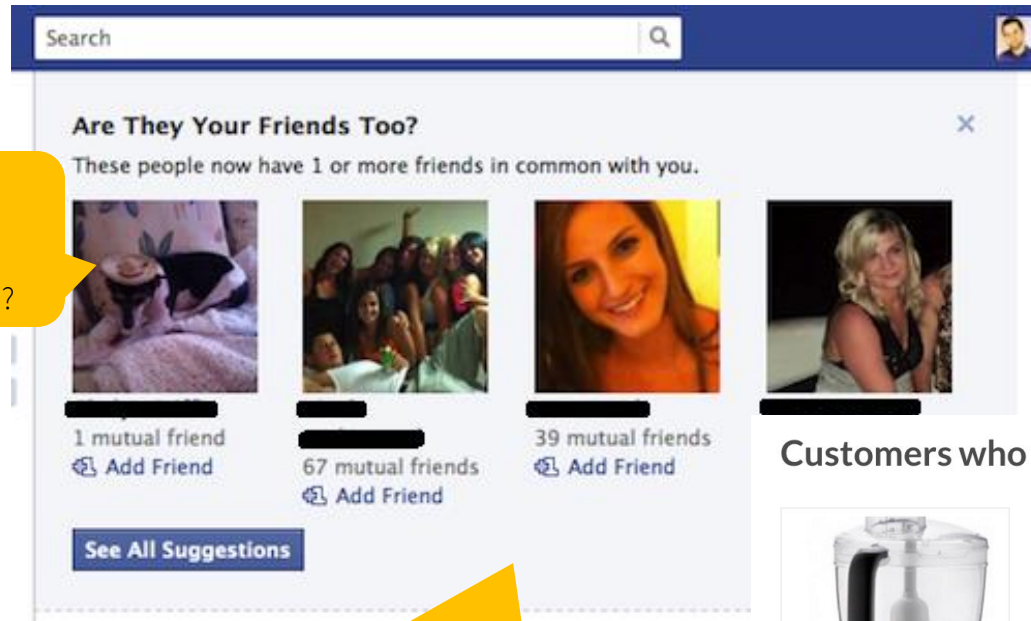 Search
Are They Your Friends Too?
These people now have 1 or more friends in common with you.
?
1 mutual friend
Add Friend
67 mutual friends
Add Friend
39 mutual friends
Add Friend
See All Suggestions
Customers who